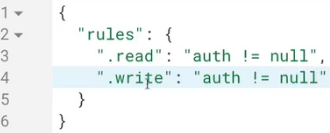 1 {
2 "rules": {
3 ".read": "auth != null",
4 ".write": "auth != null"
5 }
6 }